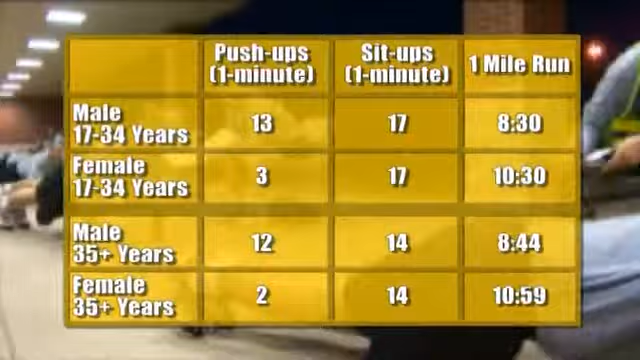 Push-ups Sit-ups 1 Mile Run
(1-minute) (1-minute)
Male
17-34 Years 13 17 8:30
Female
17-34 Years 3 17 10:30
Male
35+ Years 12 14 8:44
Female
35+ Years 2 14 10:59